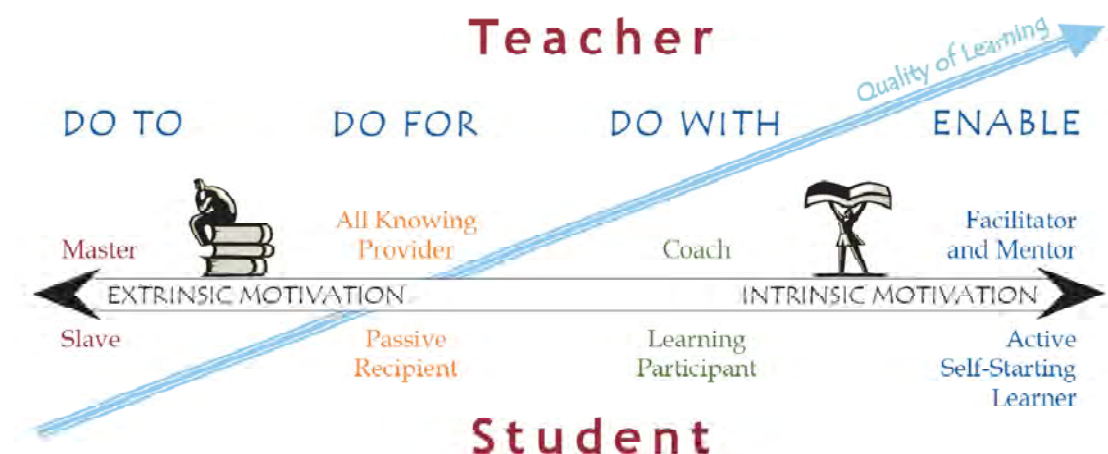 Teacher
Quality of Learning
DO TO
DO FOR
DO WITH
ENABLE
Master
All Knowing
Provider
Coach
Facilitator
and Mentor
EXTRINSIC MOTIVATION
INTRINSIC MOTIVATION
Slave
Passive
Recipient
Learning
Participant
Active
Self-Starting
Learner
Student